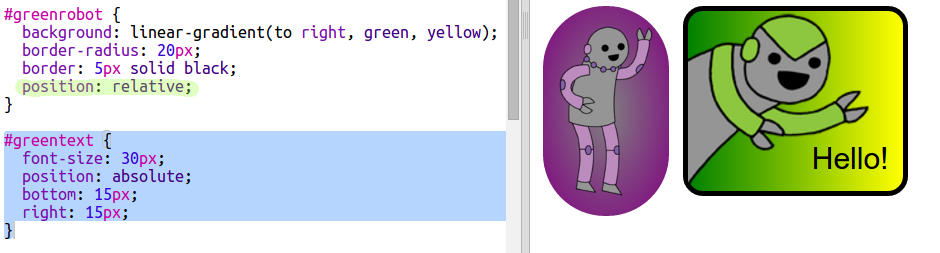 #greenrobot {
  background: linear-gradient(to right, green, yellow);
  border-radius: 20px;
  border: 5px solid black;
  position: relative;
}

#greentext {
  font-size: 30px;
  position: absolute;
  bottom: 15px;
  right: 15px;
}
Hello!